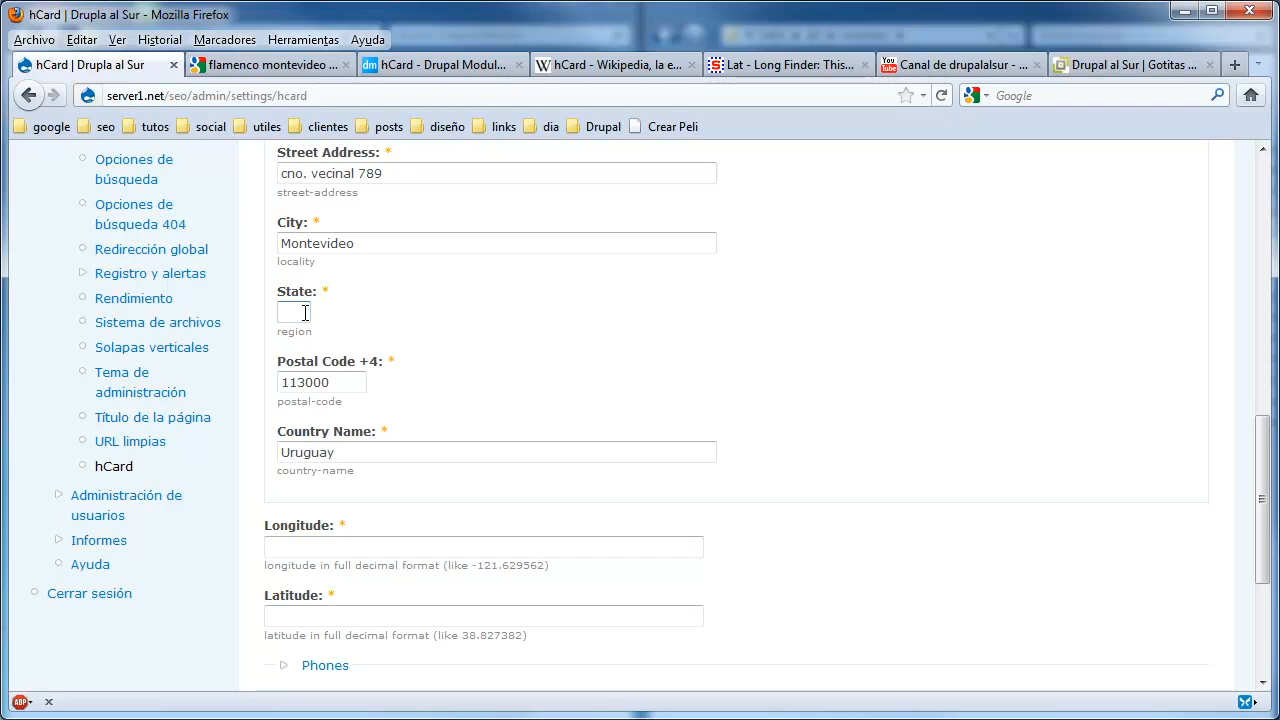 hCard | Drupla al Sur - Mozilla Firefox
Archivo Editar Ver Historial Marcadores Herramientas Ayuda
hCard | Drupla al Sur
flamenco montevideo ...
dm hCard - Drupal Modul...
W hCard - Wikipedia, la e...
Lat - Long Finder: This...
You Tube Canal de drupalalsur - ...
Drupal al Sur | Gotitas ...
server1.net/seo/admin/settings/hcard
Google
google seo tutos social utiles clientes posts diseño links dia Drupal Crear Peli
Opciones de
búsqueda
Opciones de
búsqueda 404
Redirección global
Registro y alertas
Rendimiento
Sistema de archivos
Solapas verticales
Tema de
administración
Título de la página
URL limpias
hCard
Administración de
usuarios
Informes
Ayuda
Cerrar sesión
Street Address: *
cno. vecinal 789
street-address
City: *
Montevideo
locality
State: *
region
Postal Code +4: *
113000
postal-code
Country Name: *
Uruguay
country-name
Longitude: *
longitude in full decimal format (like -121.629562)
Latitude: *
latitude in full decimal format (like 38.827382)
Phones
ABP